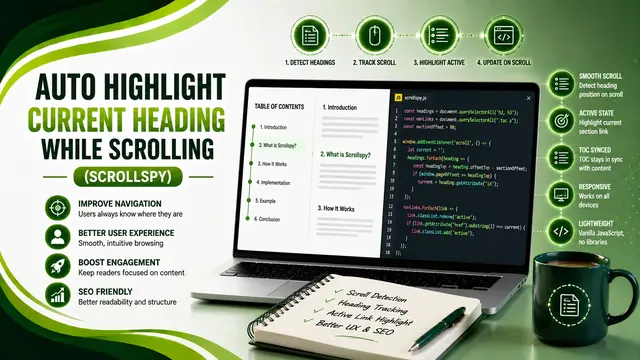 AUTO HIGHLIGHT
CURRENT HEADING
WHILE SCROLLING
(SCROLLSPY)
IMPROVE NAVIGATION
Users always know where they are
BETTER USER EXPERIENCE
Smooth, intuitive browsing
BOOST ENGAGEMENT
Keep readers focused on content
SEO FRIENDLY
Better readability and structure
1. DETECT HEADINGS
2. TRACK SCROLL
3. HIGHLIGHT ACTIVE
4. UPDATE ON SCROLL
TABLE OF CONTENTS
1. Introduction
2. What is Scrollspy?
3. How It Works
4. Implementation
5. Example
6. Conclusion
1. Introduction
2. What is Scrollspy?
3. How It Works
JS scrollspy.js
const headings = document.querySelectorAll('h2, h3');
const navLinks = document.querySelectorAll('.toc a');
const sectionOffset = 90;
window.addEventListener('scroll', () => {
let current = '';
headings.forEach(heading => {
const headingTop = heading.offsetTop - sectionOffset;
if (window.pageOffset >= headingTop) {
current = heading.getAttribute('id');
}
});
navLinks.forEach(link => {
link.classList.remove('active');
if (link.getAttribute('href').substring(1) === current) {
link.classList.add('active');
}
});
SMOOTH SCROLL
Detect heading
position on scroll
ACTIVE STATE
Highlight current
section link
TOC SYNCED
TOC stays in sync
with content
RESPONSIVE
Works on
all devices
LIGHTWEIGHT
Vanilla JavaScript,
no libraries
Scroll Detection
Heading Tracking
Active Link Highlight
Better UX & SEO